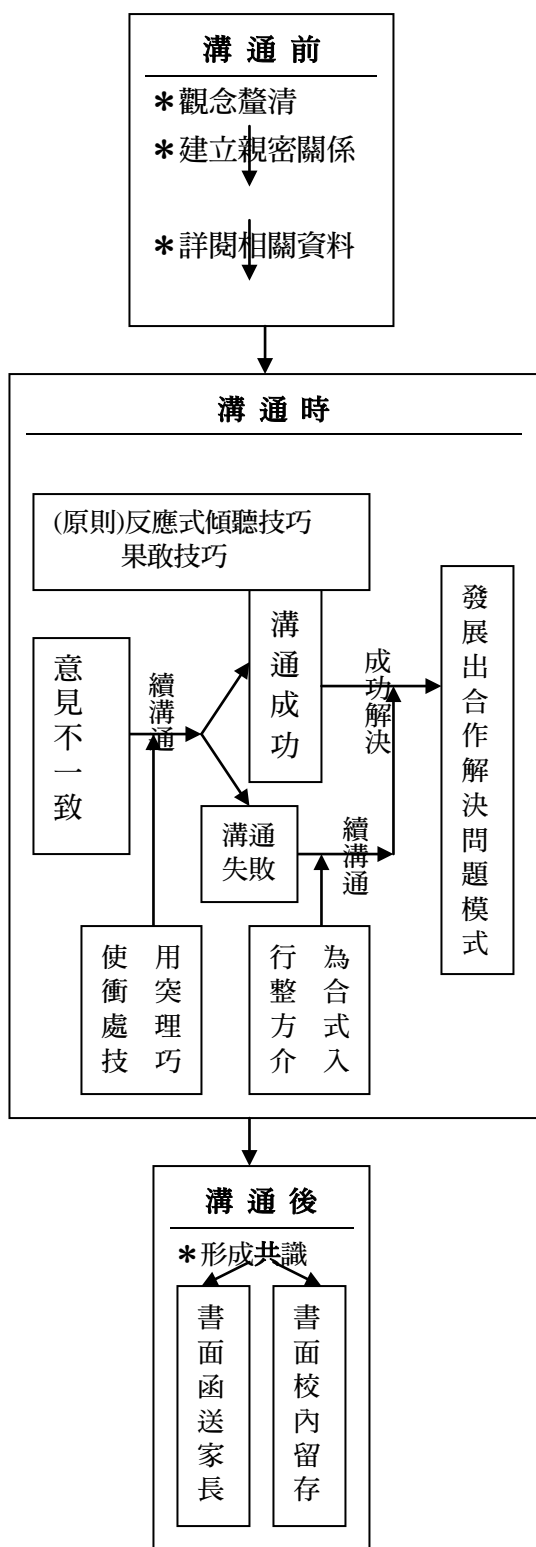 溝 通 前
＊觀念釐清
＊建立親密關係
＊詳閱相關資料
溝 通 時
(原則)反應式傾聽技巧
果敢技巧
意見不一致
續溝通
溝通成功
溝通
失敗
成功解決
續溝通
發展出合作解決問題模式
使 用
衝 突
處 理
技 巧
行 為
整 合
方 式
介 入
溝 通 後
＊形成共識
書面函送家長
書面校內留存